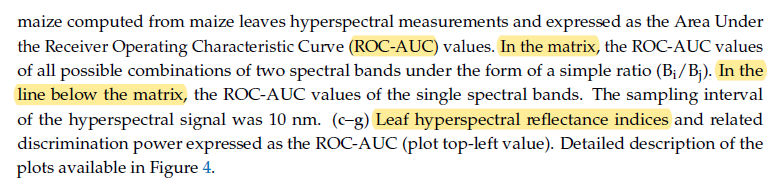 maize computed from maize leaves hyperspectral measurements and expressed as the Area Under
the Receiver Operating Characteristic Curve (ROC-AUC) values. In the matrix, the ROC-AUC values
of all possible combinations of two spectral bands under the form of a simple ratio (Bi/Bj). In the
line below the matrix, the ROC-AUC values of the single spectral bands. The sampling interval
of the hyperspectral signal was 10 nm. (c–g) Leaf hyperspectral reflectance indices and related
discrimination power expressed as the ROC-AUC (plot top-left value). Detailed description of the
plots available in Figure 4.